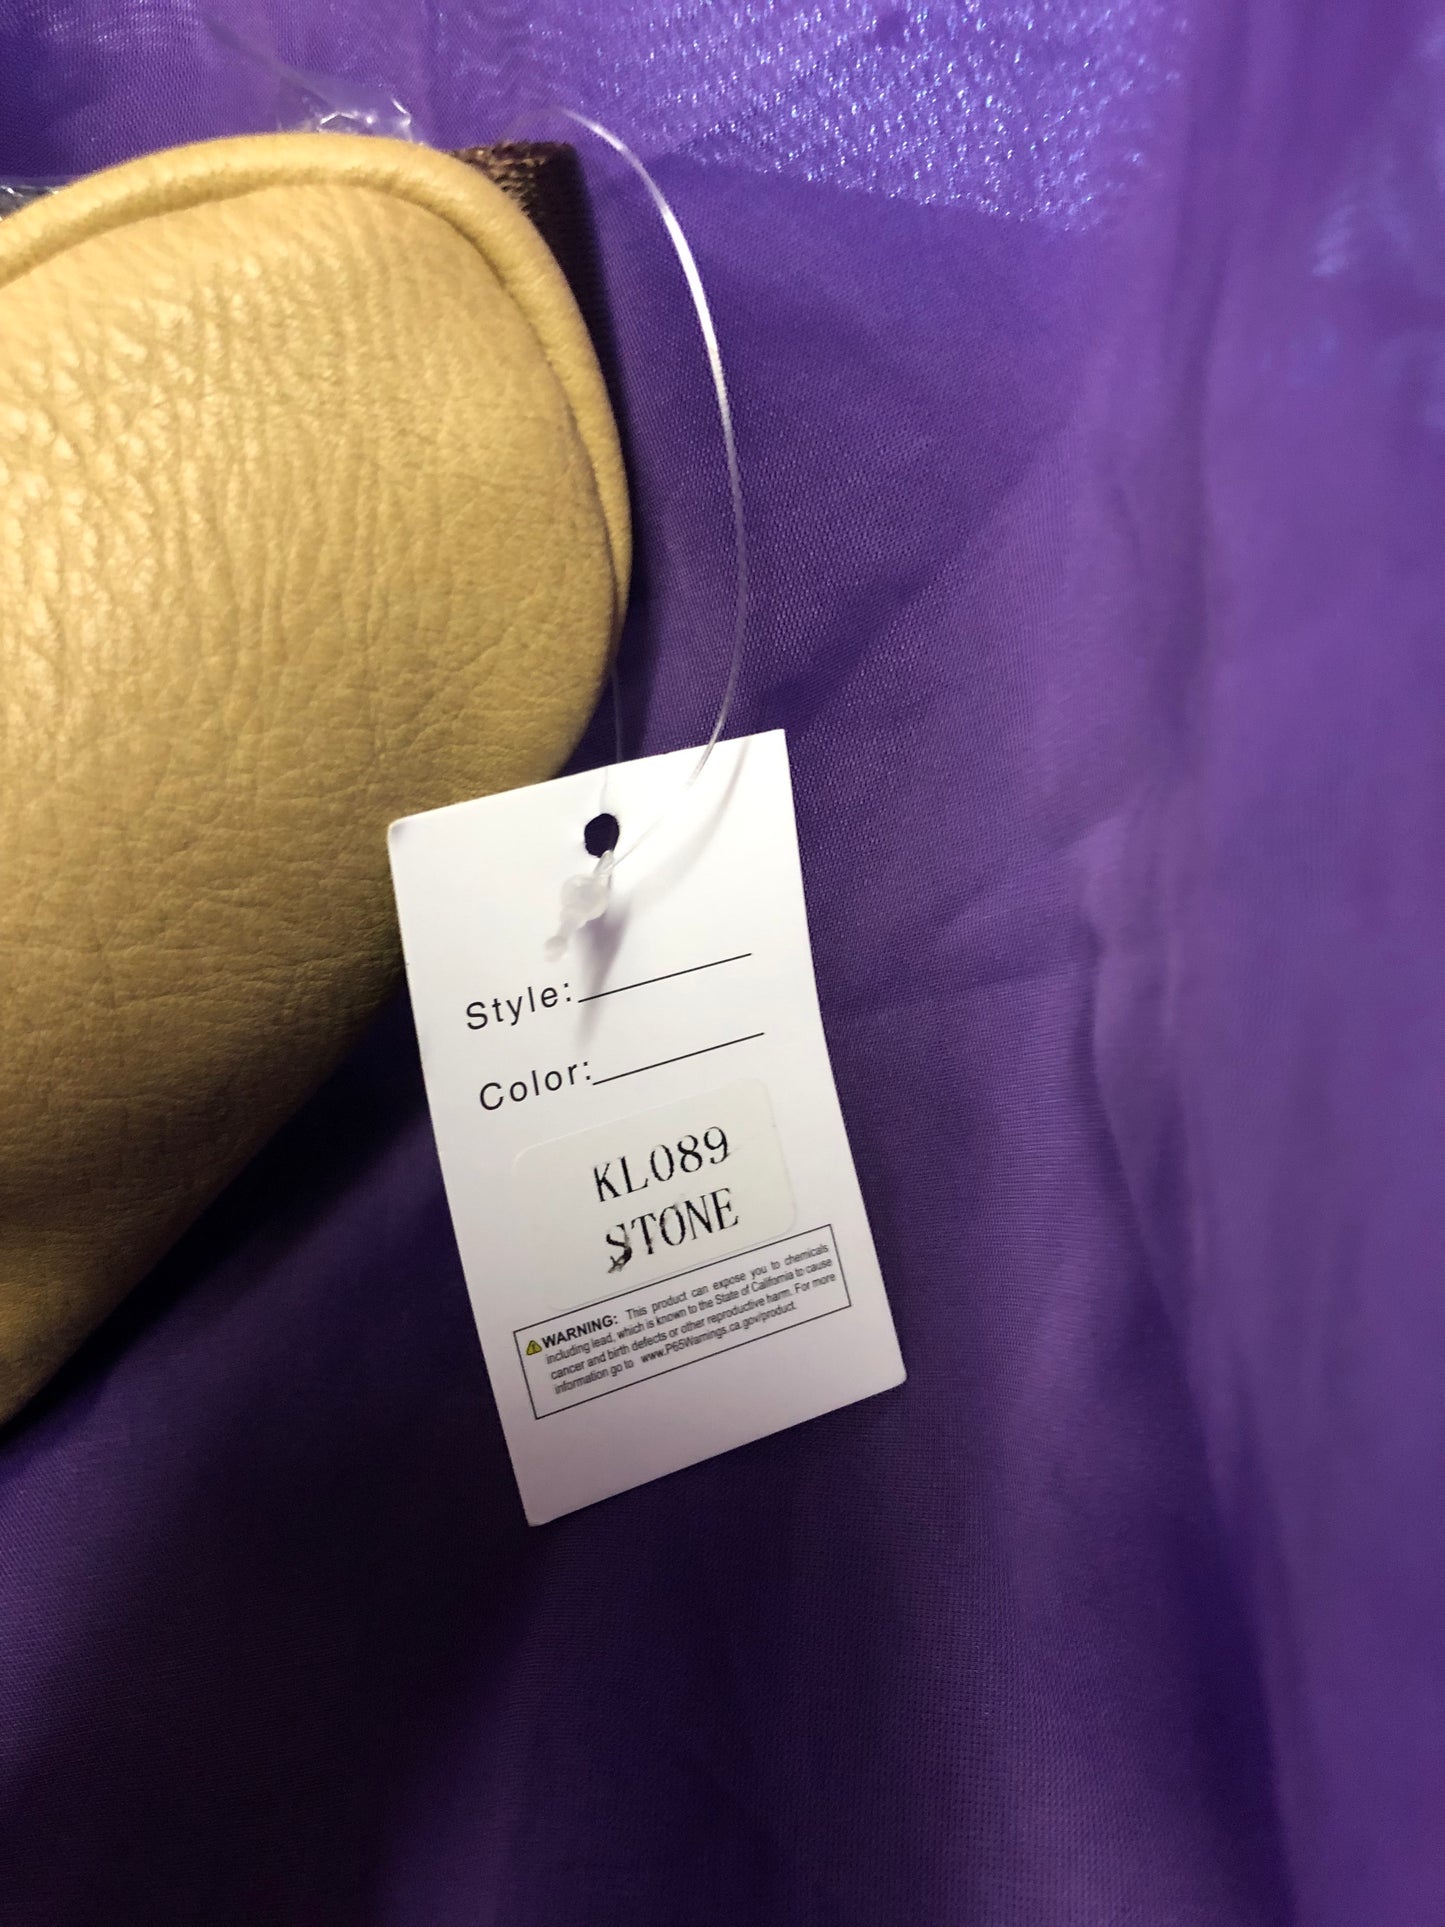 Style:
Color:
KL089
STONE
WARNING: This product can expose you to chemicals
including lead, which is known to the State of California to cause
cancer and birth defects or other reproductive harm. For more
information go to www.P65Warnings.ca.gov/product.